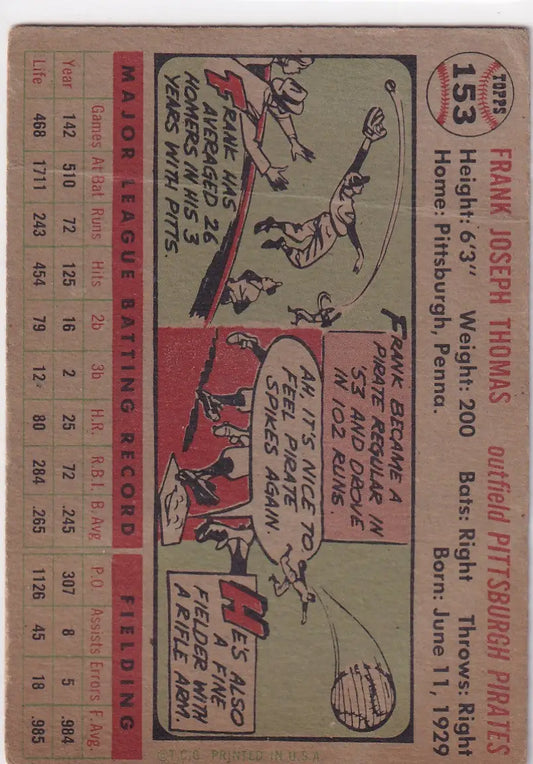 TOPPS
153
FRANK JOSEPH THOMAS outfield PITTSBURGH PIRATES
Height: 6'3" Weight: 200 Bats: Right Throws: Right
Home: Pittsburgh, Penna. Born: June 11, 1929
FRANK HAS
AVERAGED 26
HOMERS IN HIS 3
YEARS WITH PITTS.
FRANK BECAME A
PIRATE REGULAR IN
'53 AND DROVE
IN 102 RUNS.
AH, IT'S NICE TO
FEEL PIRATE
SPIKES AGAIN.
HE'S ALSO
A FINE
FIELDER WITH
A RIFLE ARM.
MAJOR LEAGUE BATTING RECORD FIELDING
Games At Bat Runs Hits 2b 3b H.R. R.B.I. B.Avg. P.O. Assists Errors F.Avg.
Year 142 510 72 125 16 2 25 72 .245 307 8 5 .984
Life 468 1711 243 454 79 12 80 284 .265 1126 45 18 .985
© T.C.G. PRINTED IN U.S.A.